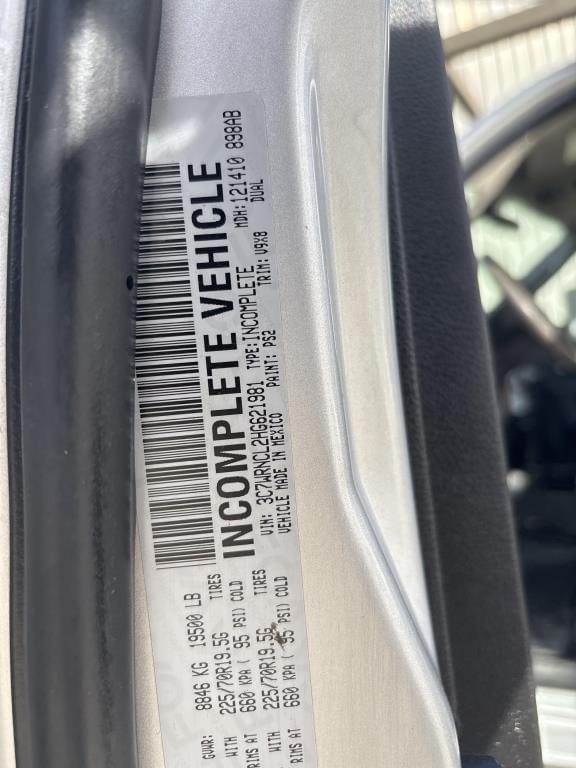 INCOMPLETE VEHICLE
MDH:121410 898AB
VIN: 3C7WRNCL2HG621981 TYPE:INCOMPLETE DUAL
VEHICLE MADE IN MEXICO PAINT: PS2 TRIM: V9X8
GVWR: 8846 KG 19500 LB
WITH 225/70R19.5G TIRES
RIMS AT 660 KPA ( 95 PSI) COLD
WITH 225/70R19.5G TIRES
RIMS AT 660 KPA ( 95 PSI) COLD